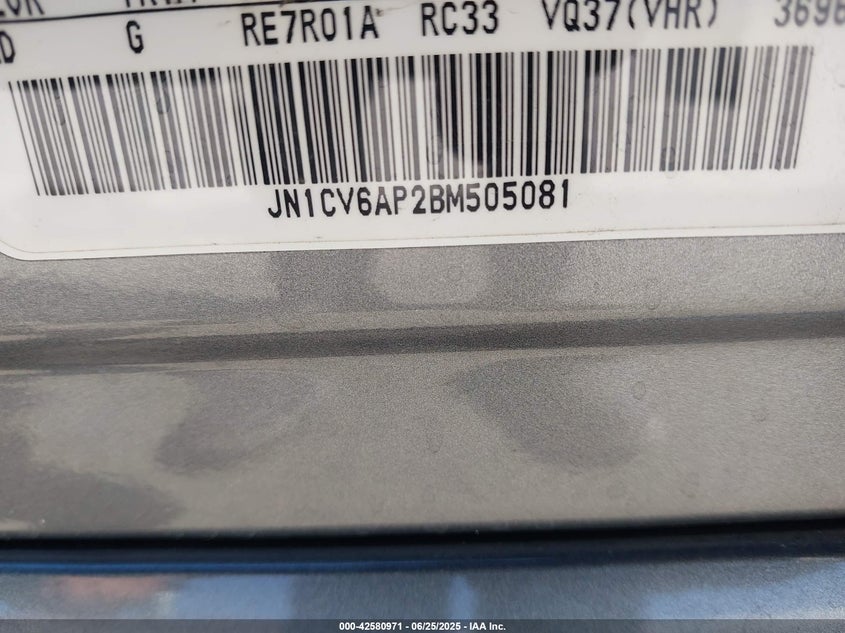 G RE7R01A RC33 VQ37(VHR)
JN1CV6AP2BM505081
000-42580971 | 06/25/2025 - IAA Inc.